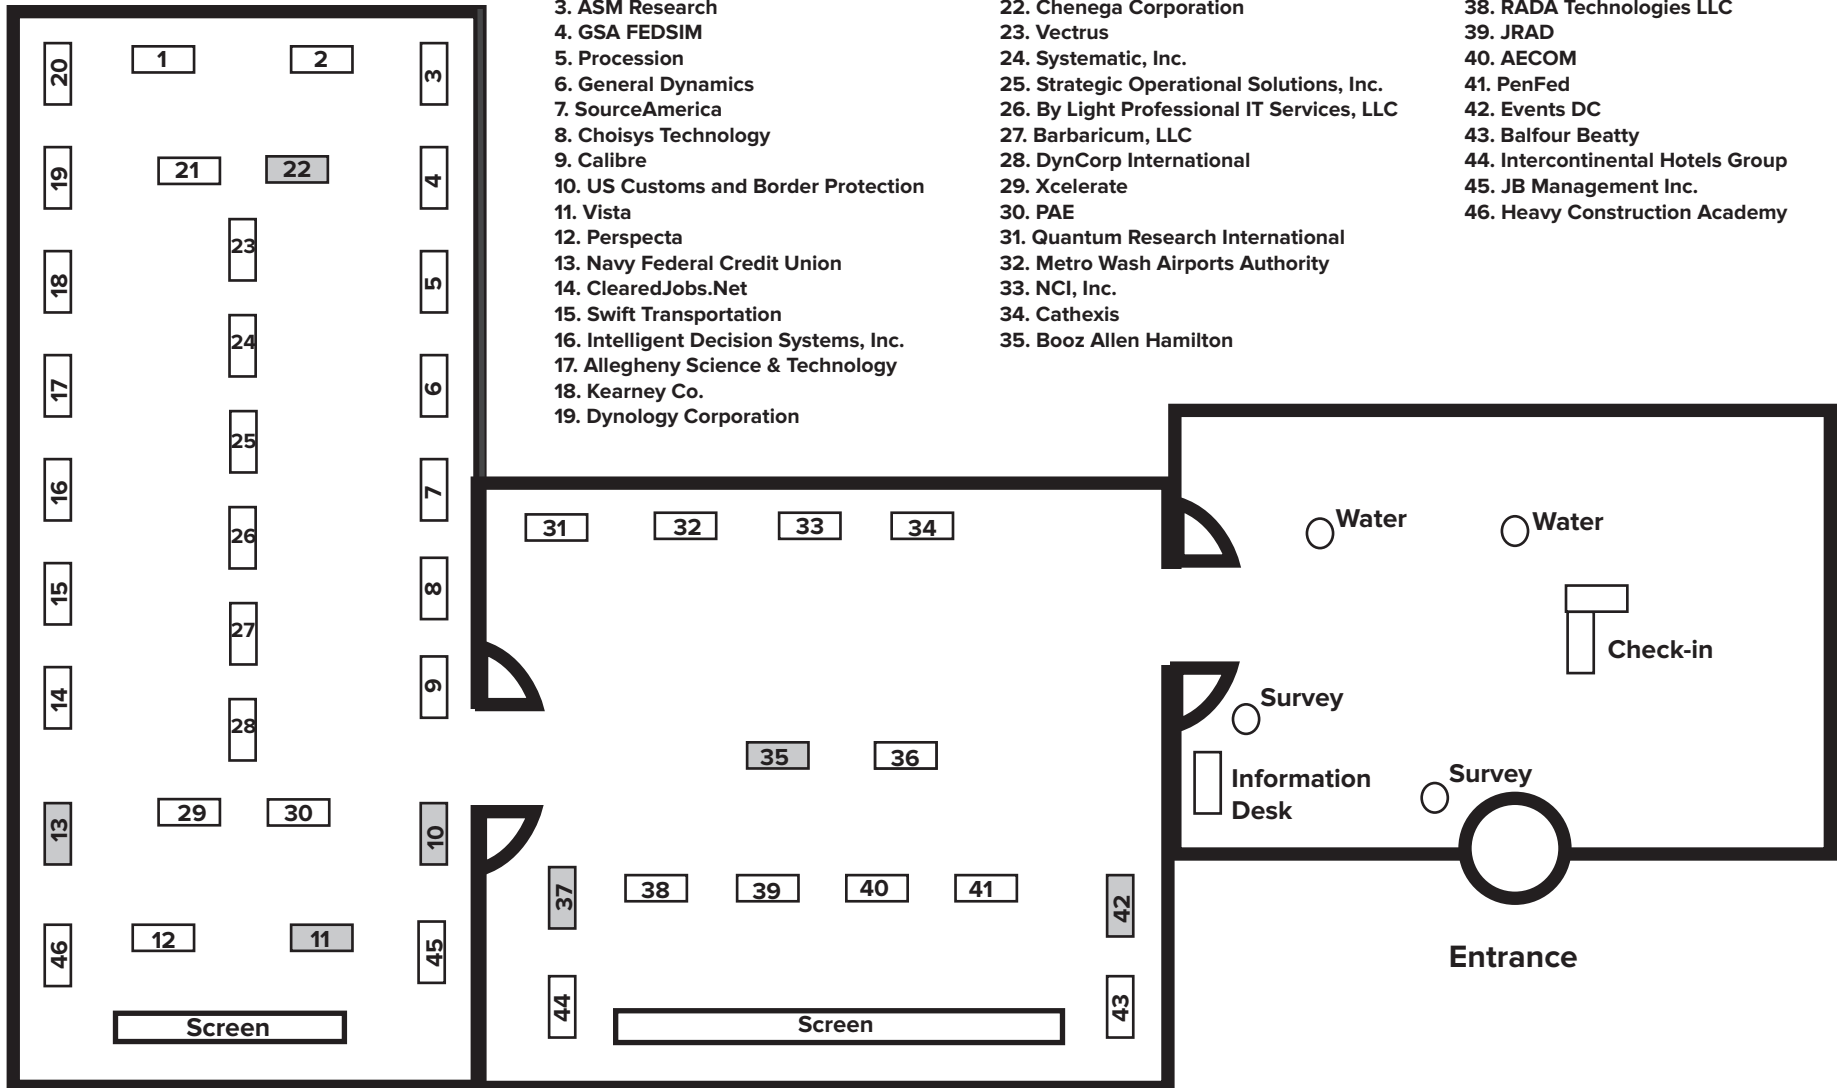 3. ASM Research
4. GSA FEDSIM
5. Procession
6. General Dynamics
7. SourceAmerica
8. Choisys Technology
9. Calibre
10. US Customs and Border Protection
11. Vista
12. Perspecta
13. Navy Federal Credit Union
14. ClearedJobs.Net
15. Swift Transportation
16. Intelligent Decision Systems, Inc.
17. Allegheny Science & Technology
18. Kearney Co.
19. Dynology Corporation
22. Chenega Corporation
23. Vectrus
24. Systematic, Inc.
25. Strategic Operational Solutions, Inc.
26. By Light Professional IT Services, LLC
27. Barbaricum, LLC
28. DynCorp International
29. Xcelerate
30. PAE
31. Quantum Research International
32. Metro Wash Airports Authority
33. NCI, Inc.
34. Cathexis
35. Booz Allen Hamilton
38. RADA Technologies LLC
39. JRAD
40. AECOM
41. PenFed
42. Events DC
43. Balfour Beatty
44. Intercontinental Hotels Group
45. JB Management Inc.
46. Heavy Construction Academy
20
1
2
3
19
21
22
4
23
18
5
24
17
6
25
16
7
26
15
8
27
14
9
28
29
30
13
10
12
11
46
45
Screen
31
32
33
34
35
36
37
38
39
40
41
42
44
43
Screen
Water
Water
Check-in
Survey
Information
Desk
Survey
Entrance